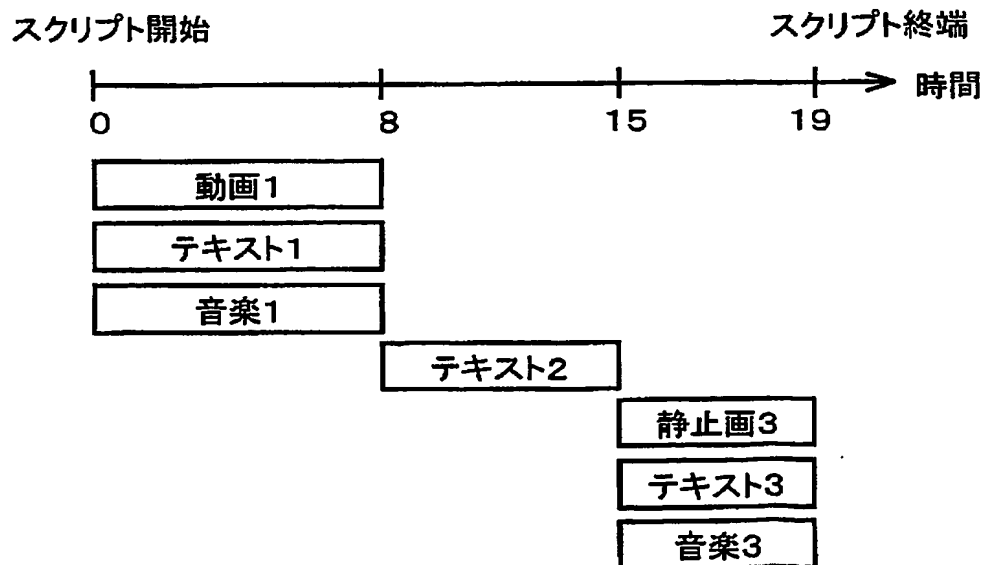 スクリプト開始
スクリプト終端
時間
0 8 15 19
動画1
テキスト1
音楽1
テキスト2
静止画3
テキスト3
音楽3